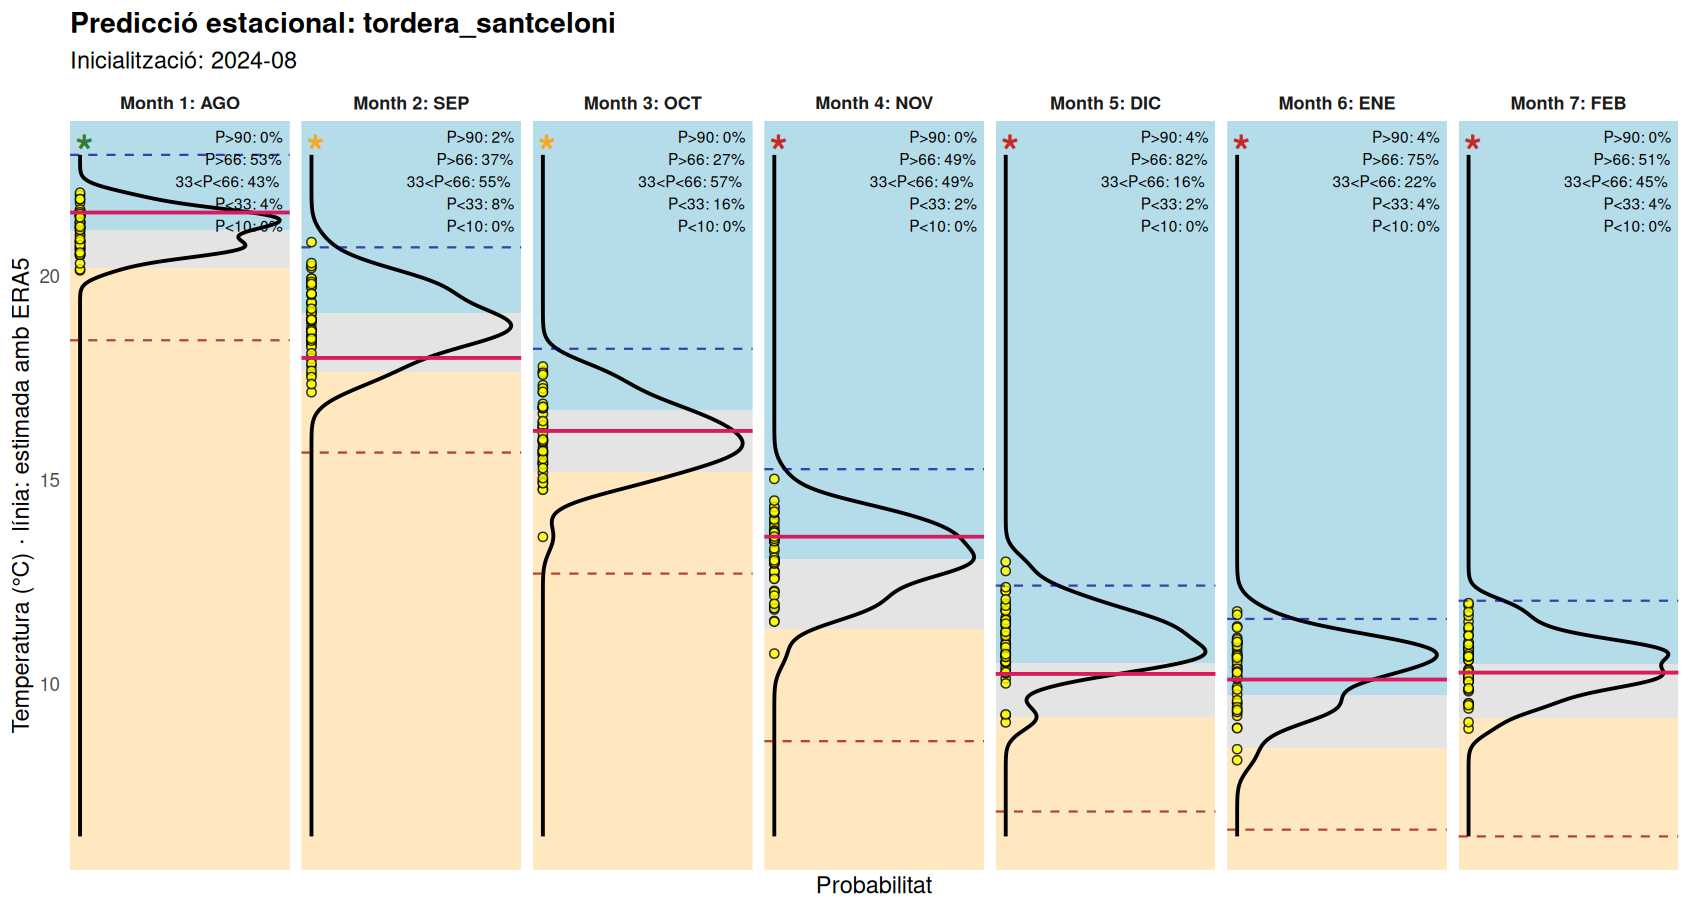 Predicció estacional: tordera_santceloni
Inicialització: 2024-08
Month 1: AGO
Month 2: SEP
Month 3: OCT
Month 4: NOV
Month 5: DIC
Month 6: ENE
Month 7: FEB
*
P>90: 0%
P>66: 53%
33<P<66: 43%
P<33: 4%
P<10: 0%
*
P>90: 2%
P>66: 37%
33<P<66: 55%
P<33: 8%
P<10: 0%
*
P>90: 0%
P>66: 27%
33<P<66: 57%
P<33: 16%
P<10: 0%
*
P>90: 0%
P>66: 49%
33<P<66: 49%
P<33: 2%
P<10: 0%
*
P>90: 4%
P>66: 82%
33<P<66: 16%
P<33: 2%
P<10: 0%
*
P>90: 4%
P>66: 75%
33<P<66: 22%
P<33: 4%
P<10: 0%
*
P>90: 0%
P>66: 51%
33<P<66: 45%
P<33: 4%
P<10: 0%
20
15
10
Temperatura (°C) · línia: estimada amb ERA5
Probabilitat